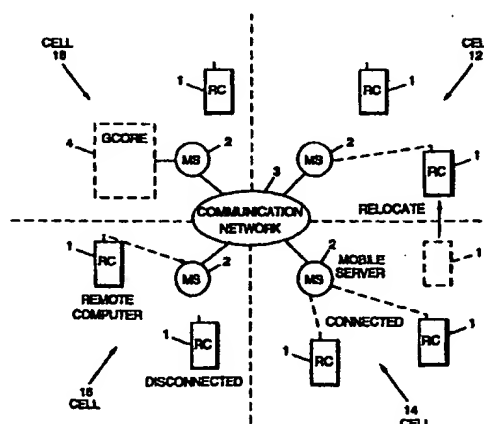 CELL
18
1
RC
1
RC
CEL
12
4
GCORE
2
MS
2
MS
3
1
RC
COMMUNICATION
NETWORK
RELOCATE
1
RC
2
MS
2
MS
MOBILE
SERVER
1
REMOTE
COMPUTER
CONNECTED
1
RC
1
RC
1
RC
DISCONNECTED
16
CELL
14
CELL